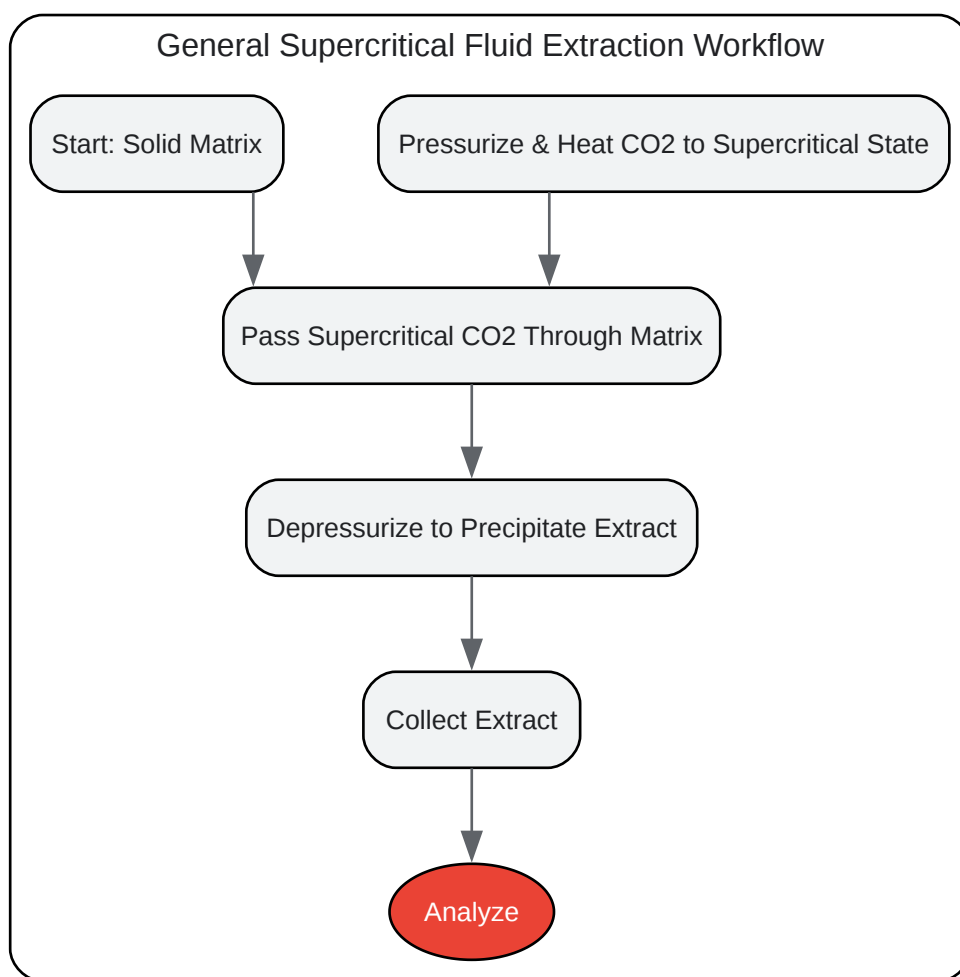 General Supercritical Fluid Extraction Workflow
Start: Solid Matrix
Pressurize & Heat CO2 to Supercritical State
Pass Supercritical CO2 Through Matrix
Depressurize to Precipitate Extract
Collect Extract
Analyze